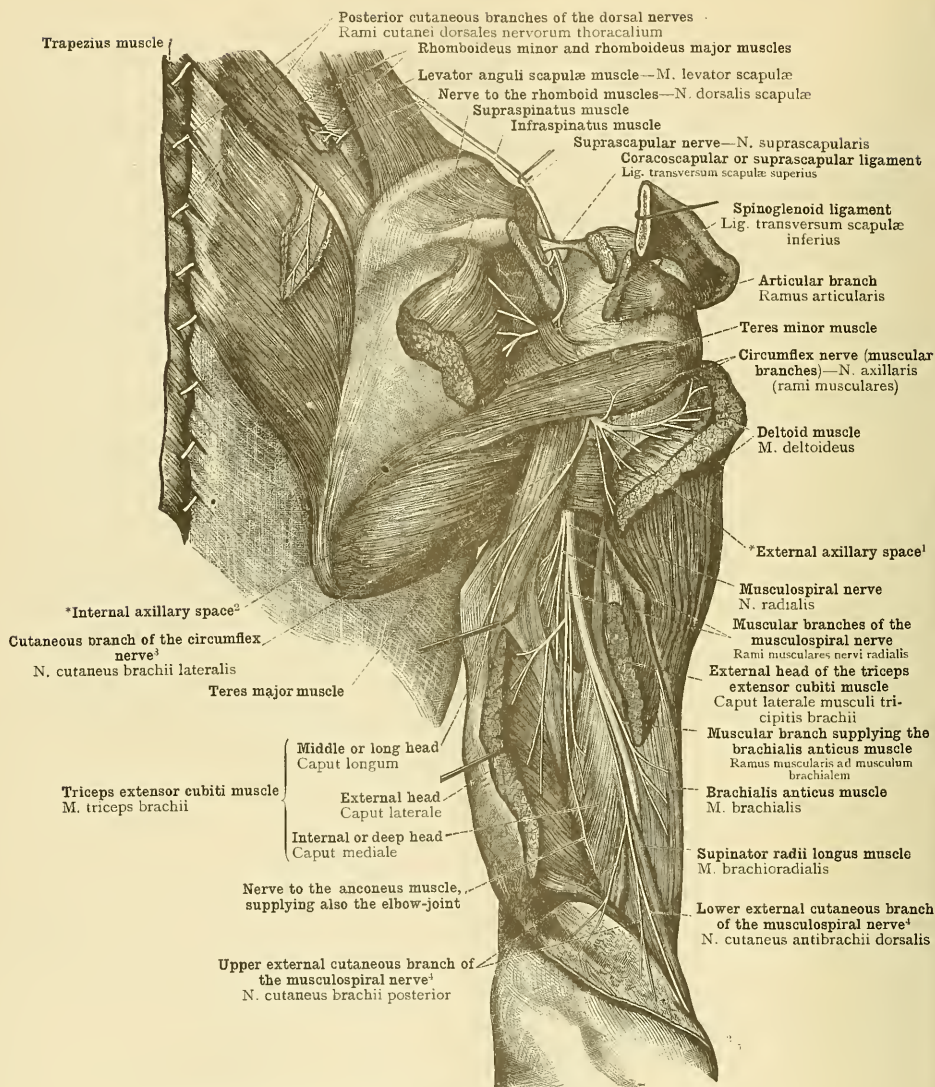 Posterior cutaneous branches of the dorsal nerves
Rami cutanei dorsales nervorum thoracalium
Trapezius muscle
Rhomboideus minor and rhomboideus major muscles
Levator anguli scapulæ muscle—M. levator scapulæ
Nerve to the rhomboid muscles—N. dorsalis scapulæ
Supraspinatus muscle
Infraspinatus muscle
Suprascapular nerve—N. suprascapularis
Coracoscapular or suprascapular ligament
Lig. transversum scapulæ superius
Spinoglenoid ligament
Lig. transversum scapulæ
inferius
Articular branch
Ramus articularis
Teres minor muscle
Circumflex nerve (muscular
branches)—N. axillaris
(rami musculares)
Deltoid muscle
M. deltoideus
*External axillary space¹
*Internal axillary space²
Musculospiral nerve
N. radialis
Cutaneous branch of the circumflex
nerve³
N. cutaneus brachii lateralis
Muscular branches of the
musculospiral nerve
Rami musculares nervi radialis
Teres major muscle
External head of the triceps
extensor cubiti muscle
Caput laterale musculi tri-
cipitis brachii
Muscular branch supplying the
brachialis anticus muscle
Ramus muscularis ad musculum
brachialem
Triceps extensor cubiti muscle
M. triceps brachii
Middle or long head
Caput longum
External head
Caput laterale
Internal or deep head
Caput mediale
Brachialis anticus muscle
M. brachialis
Supinator radii longus muscle
M. brachioradialis
Nerve to the anconeus muscle,
supplying also the elbow-joint
Lower external cutaneous branch
of the musculospiral nerve⁴
N. cutaneus antibrachii dorsalis
Upper external cutaneous branch of
the musculospiral nerve³
N. cutaneus brachii posterior